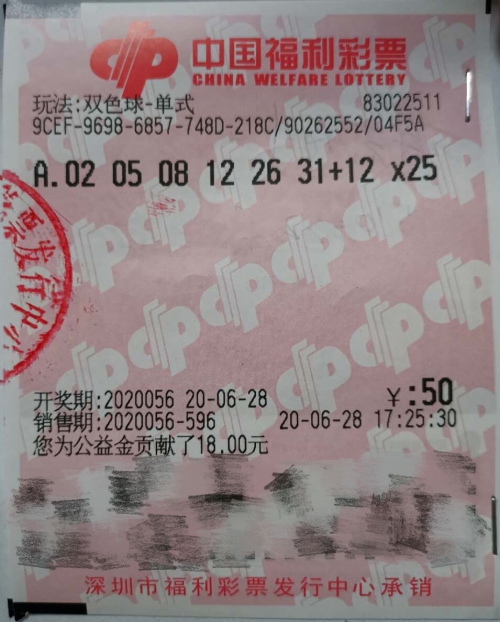 中国福利彩票
CHINA WELFARE LOTTERY
玩法:双色球-单式 83022511
9CEF-9698-6857-748D-218C/90262552/04F5A
A.02 05 08 12 26 31+12 x25
开奖期:2020056 20-06-28 ¥:50
销售期:2020056-596 20-06-28 17:25:30
您为公益金贡献了18.00元
深圳市福利彩票发行中心承销